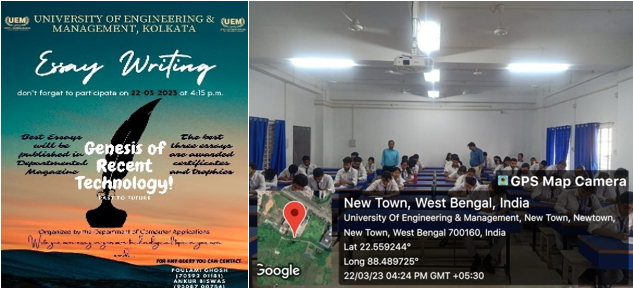 UEM
UNIVERSITY OF ENGINEERING &
MANAGEMENT, KOLKATA
UEM
Essay Writing
don't forget to participate on 22-03 2023 at 4:15 p.m.
Best Essays
will be
published in
Departmental
Magazine
Genesis of
Recent
Technology!
PAST TO FUTURE
The best
three essays
are awarded
certificates
and trophies
Organized by the Department of Computer Applications
FOR ANY QUERY YOU CAN CONTACT
POULAMI GHOSH
ANKUR BISWAS
GPS Map Camera
New Town, West Bengal, India
University Of Engineering & Management, New Town, Newtown,
New Town, West Bengal 700160, India
Lat 22.559244°
Long 88.489725°
22/03/23 04:24 PM GMT +05:30
Google